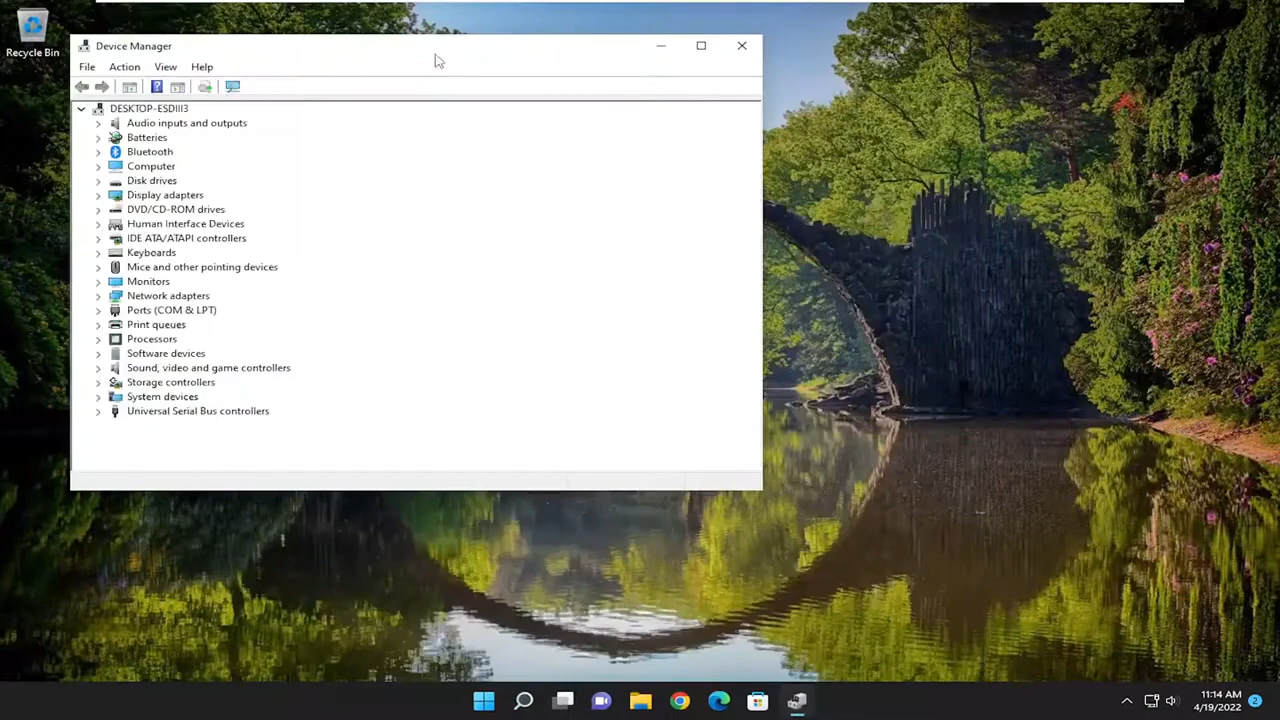 Recycle Bin
Device Manager
File Action View Help
DESKTOP-ESDIII3
Audio inputs and outputs
Batteries
Bluetooth
Computer
Disk drives
Display adapters
DVD/CD-ROM drives
Human Interface Devices
IDE ATA/ATAPI controllers
Keyboards
Mice and other pointing devices
Monitors
Network adapters
Ports (COM & LPT)
Print queues
Processors
Software devices
Sound, video and game controllers
Storage controllers
System devices
Universal Serial Bus controllers
11:14 AM
4/19/2022
2